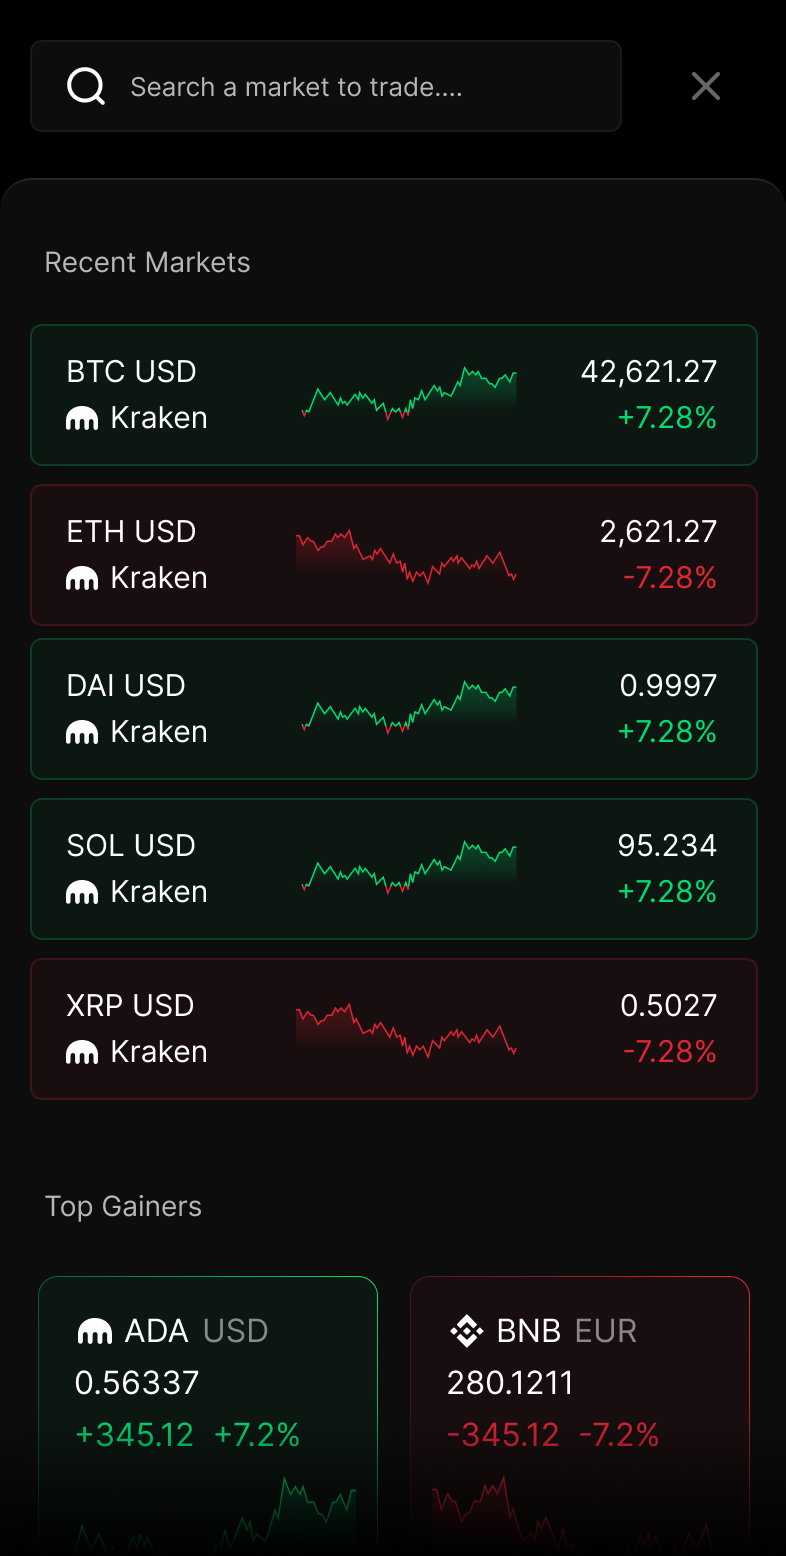 Search a market to trade....
Recent Markets
BTC USD
42,621.27
Kraken
+7.28%
ETH USD
2,621.27
Kraken
-7.28%
DAI USD
0.9997
Kraken
+7.28%
SOL USD
95.234
Kraken
+7.28%
XRP USD
0.5027
Kraken
-7.28%
Top Gainers
ADA USD
0.56337
+345.12 +7.2%
BNB EUR
280.1211
-345.12 -7.2%